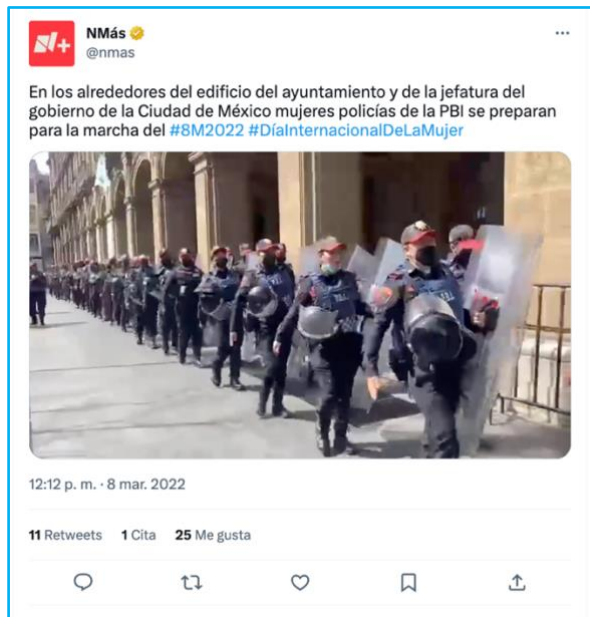 NMás
@nmas
En los alrededores del edificio del ayuntamiento y de la jefatura del
gobierno de la Ciudad de México mujeres policías de la PBI se preparan
para la marcha del #8M2022 #DíaInternacionalDeLaMujer
12:12 p. m. · 8 mar. 2022
11 Retweets 1 Cita 25 Me gusta